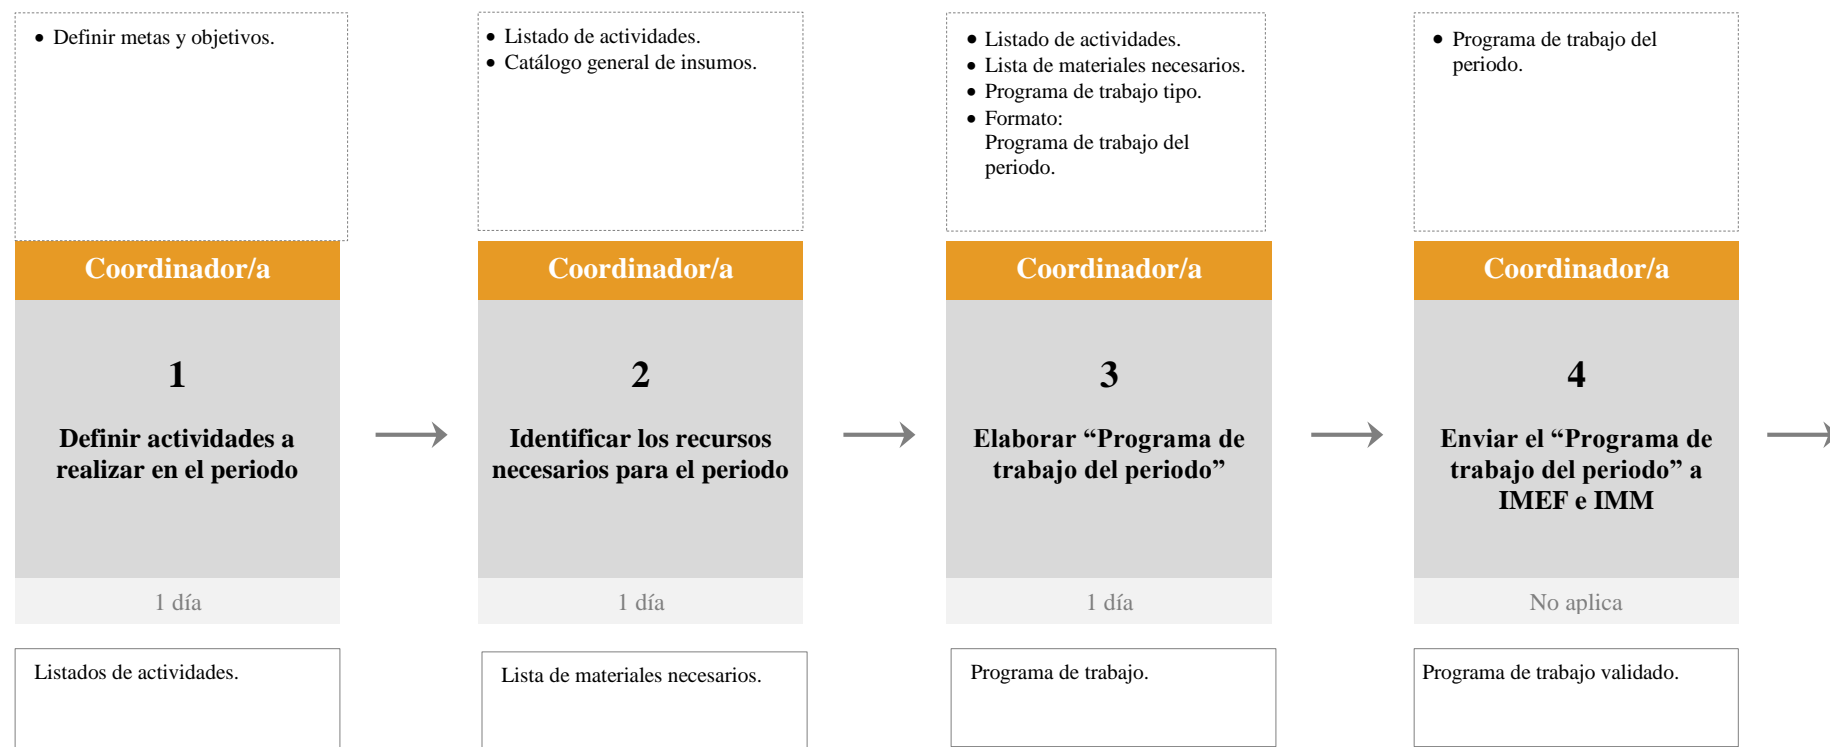 • Definir metas y objetivos.
• Listado de actividades.
• Catálogo general de insumos.
• Listado de actividades.
• Lista de materiales necesarios.
• Programa de trabajo tipo.
• Formato:
Programa de trabajo del
periodo.
• Programa de trabajo del
periodo.
Coordinador/a
1
Definir actividades a
realizar en el periodo
1 día
Listados de actividades.
Coordinador/a
2
Identificar los recursos
necesarios para el periodo
1 día
Lista de materiales necesarios.
Coordinador/a
3
Elaborar “Programa de
trabajo del periodo”
1 día
Programa de trabajo.
Coordinador/a
4
Enviar el “Programa de
trabajo del periodo” a
IMEF e IMM
No aplica
Programa de trabajo validado.